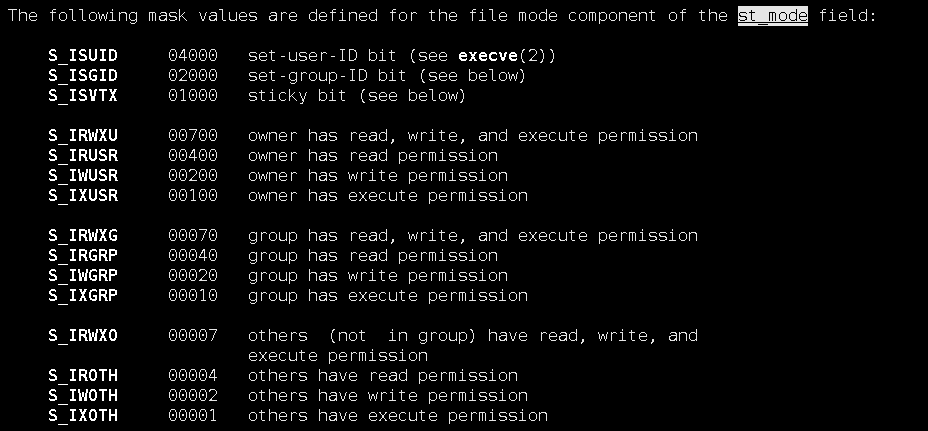 The following mask values are defined for the file mode component of the st_mode field:
S_ISUID 04000 set-user-ID bit (see execve(2))
S_ISGID 02000 set-group-ID bit (see below)
S_ISVTX 01000 sticky bit (see below)
S_IRWXU 00700 owner has read, write, and execute permission
S_IRUSR 00400 owner has read permission
S_IWUSR 00200 owner has write permission
S_IXUSR 00100 owner has execute permission
S_IRWXG 00070 group has read, write, and execute permission
S_IRGRP 00040 group has read permission
S_IWGRP 00020 group has write permission
S_IXGRP 00010 group has execute permission
S_IRWXO 00007 others (not in group) have read, write, and
execute permission
S_IROTH 00004 others have read permission
S_IWOTH 00002 others have write permission
S_IXOTH 00001 others have execute permission